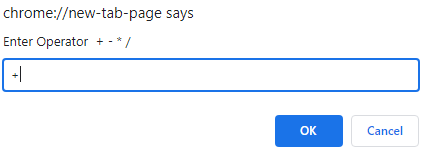 chrome://new-tab-page says
Enter Operator + - * /
+
OK Cancel